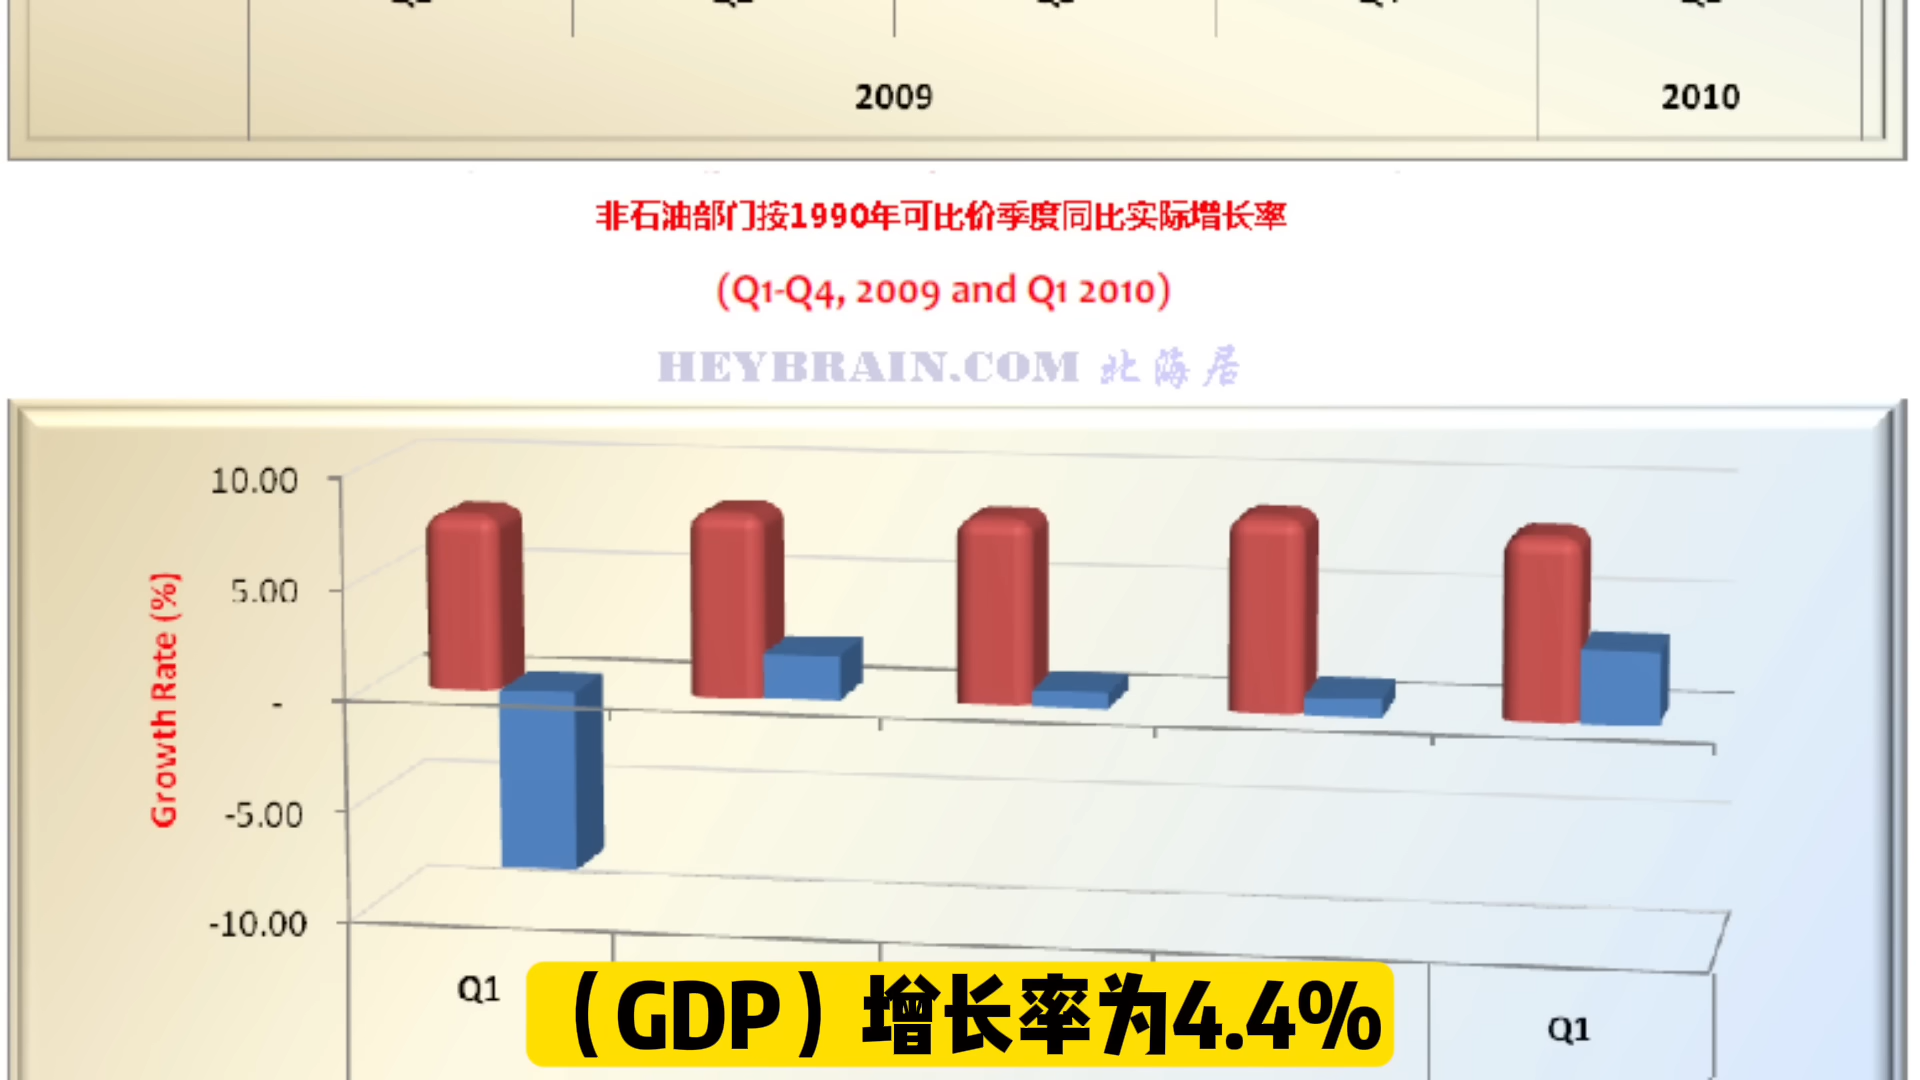 2009
2010
非石油部门按1990年可比价季度同比实际增长率
(Q1-Q4, 2009 and Q1 2010)
HEYBRAIN.COM 北海居
10.00
5.00
-
-5.00
-10.00
Growth Rate (%)
Q1
Q1
（GDP）增长率为4.4%